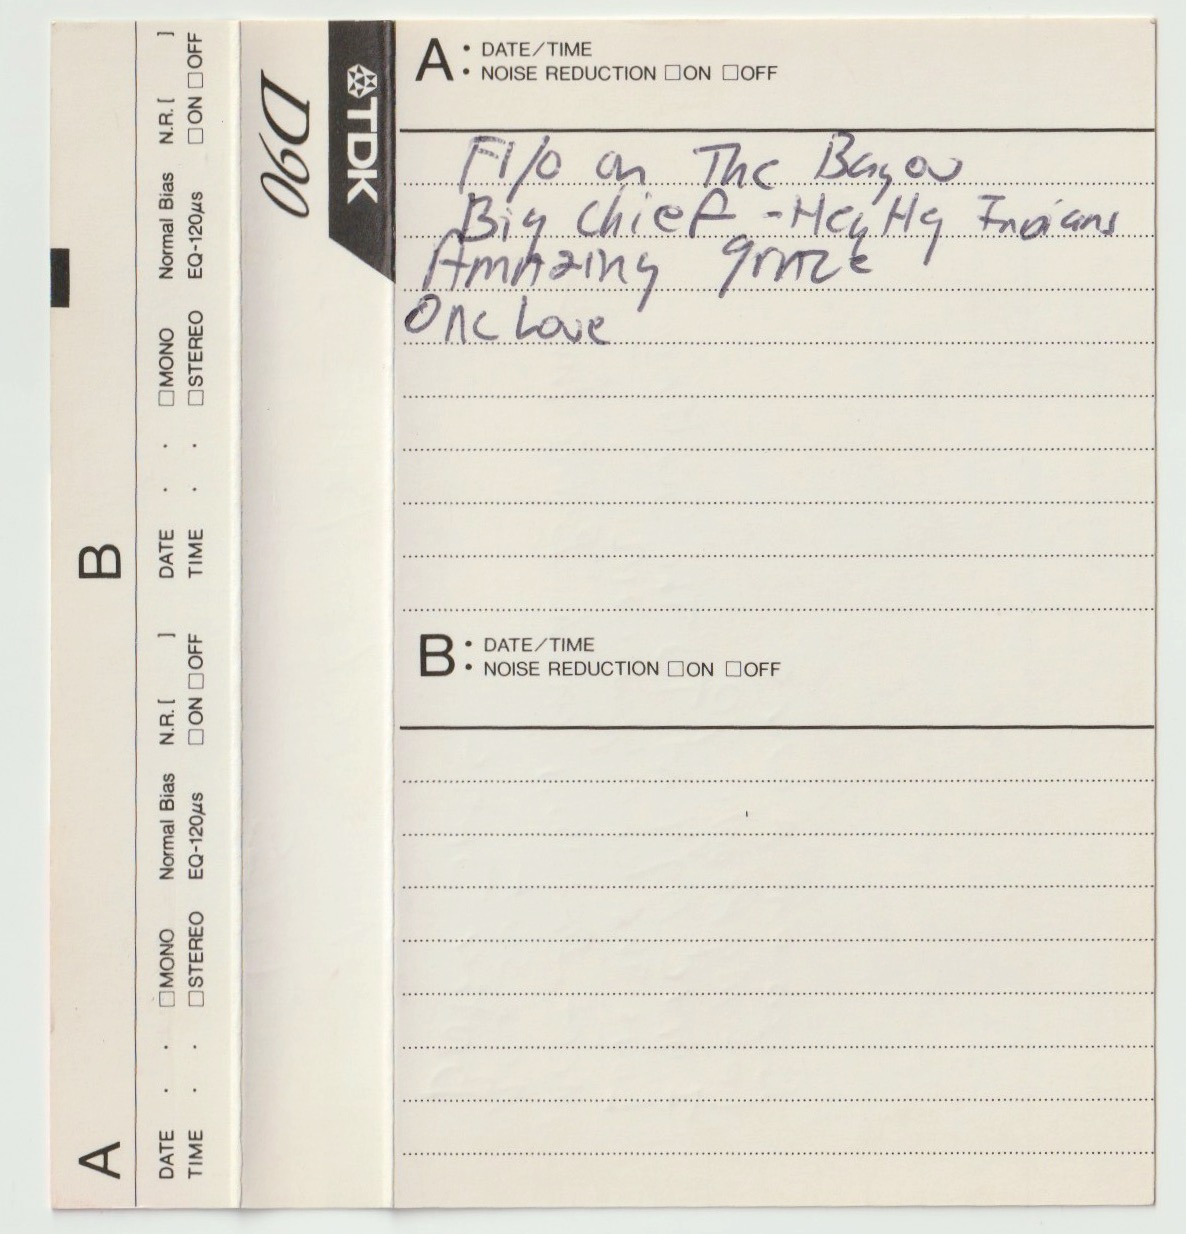 A • DATE/TIME
• NOISE REDUCTION □ON □OFF
on The Bayou
Big Chief - Hey Hy Indians
Amazing grace
One Love
B • DATE/TIME
• NOISE REDUCTION □ON □OFF
TDK
D90
A
DATE . . □MONO Normal Bias N.R.[ ]
TIME . . □STEREO EQ-120µs □ON □OFF
B
DATE . . □MONO Normal Bias N.R.[ ]
TIME . . □STEREO EQ-120µs □ON □OFF